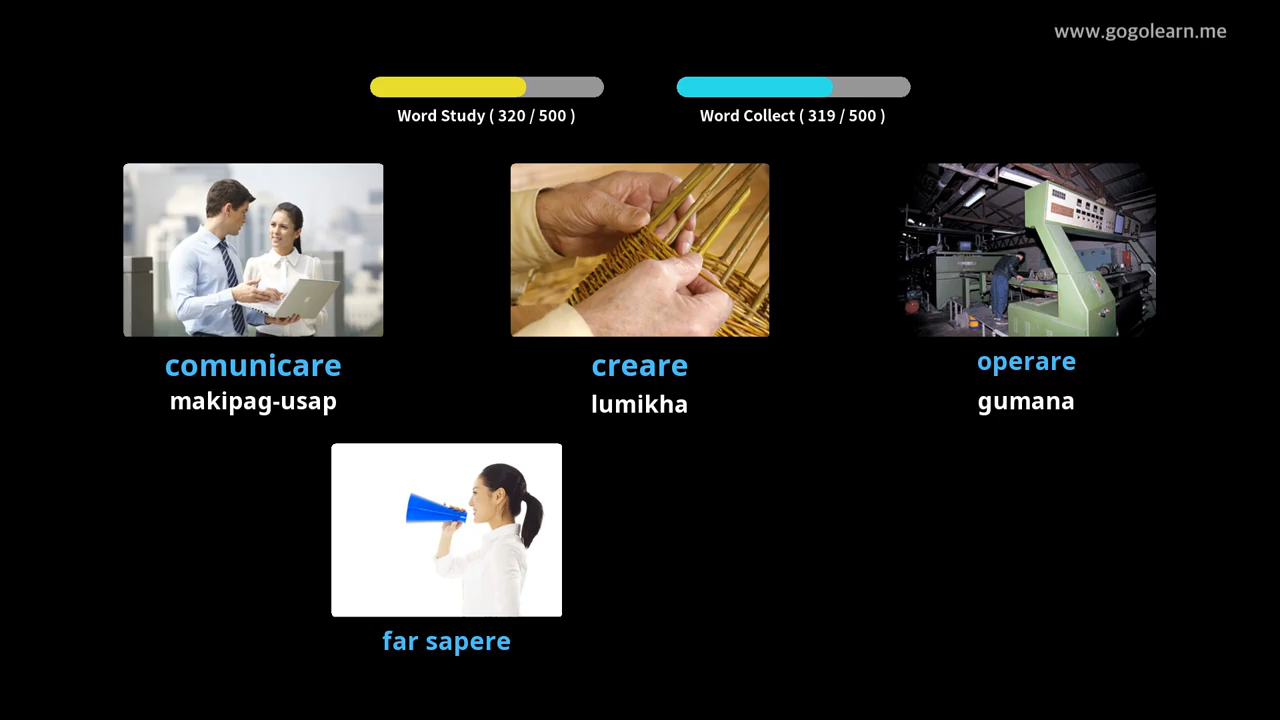 www.gogolearn.me
Word Study ( 320 / 500 )
Word Collect ( 319 / 500 )
comunicare
makipag-usap
creare
lumikha
operare
gumana
far sapere